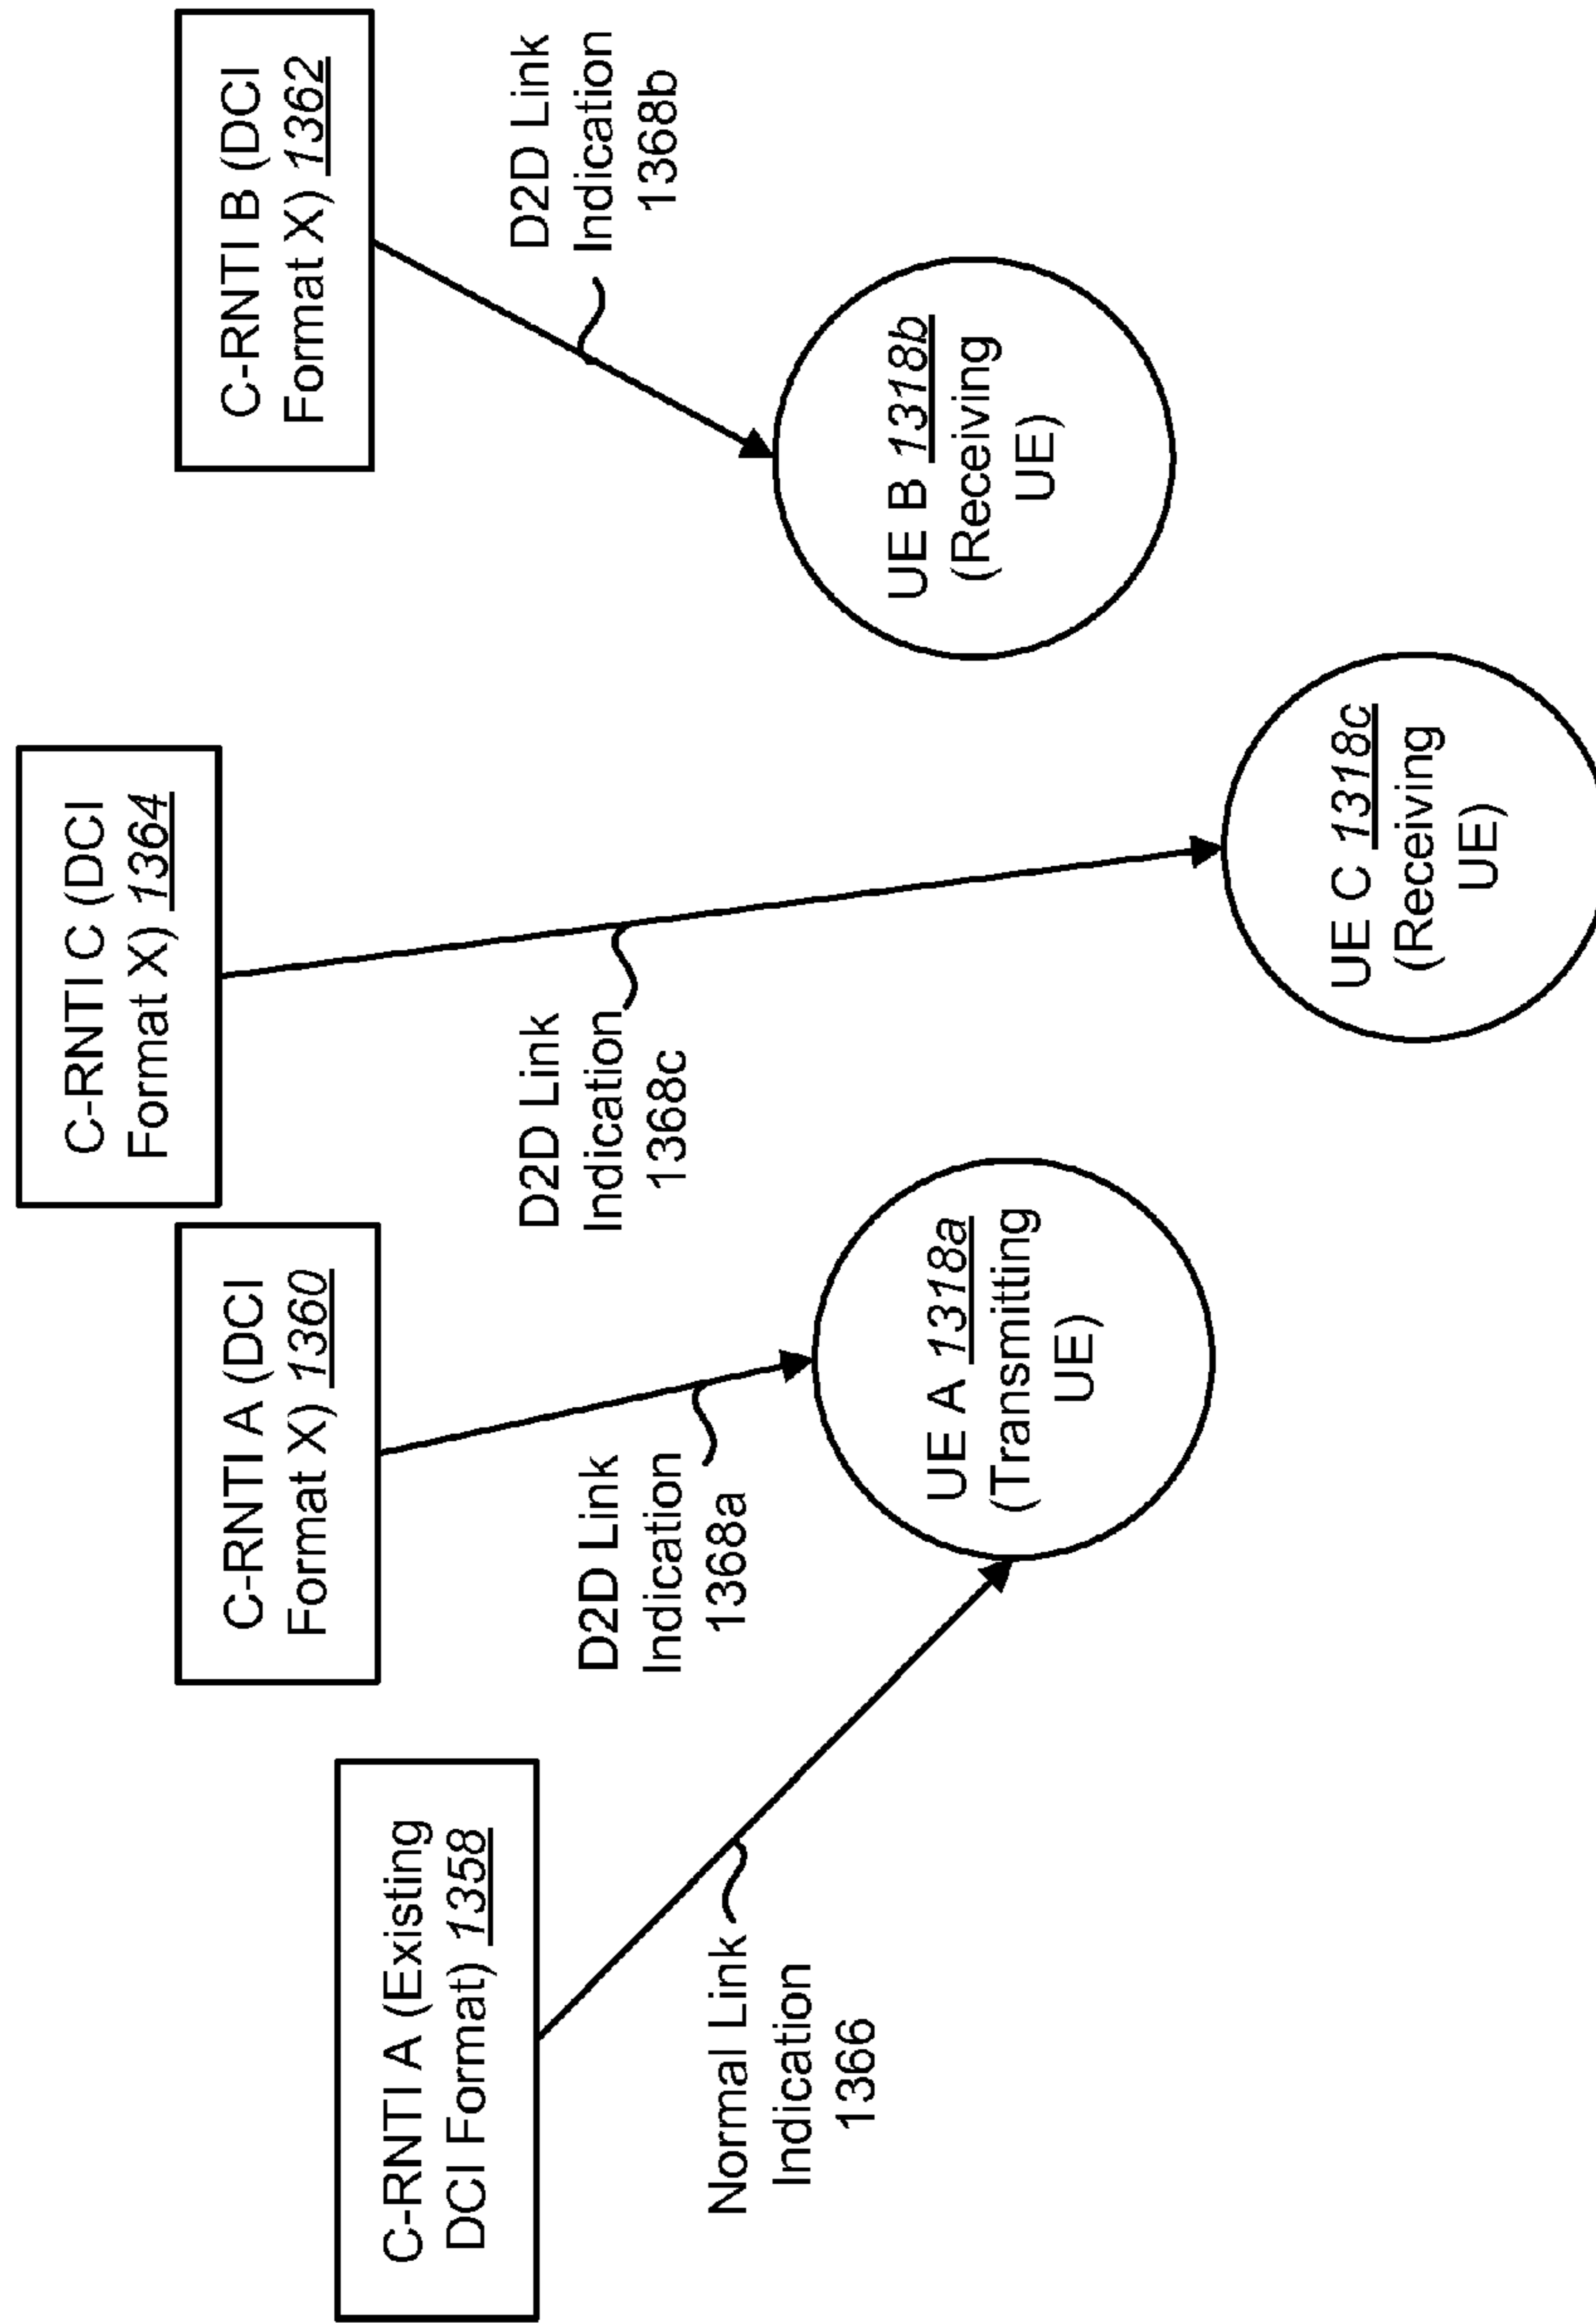 C-RNTI C (DCI
Format X) 1364
C-RNTI A (Existing
DCI Format) 1358
C-RNTI A (DCI
Format X) 1360
C-RNTI B (DCI
Format X) 1362
Normal Link
Indication
1366
D2D Link
Indication
1368a
D2D Link
Indication
1368c
D2D Link
Indication
1368b
UE A 1318a
(Transmitting
UE)
UE B 1318b
(Receiving
UE)
UE C 1318c
(Receiving
UE)